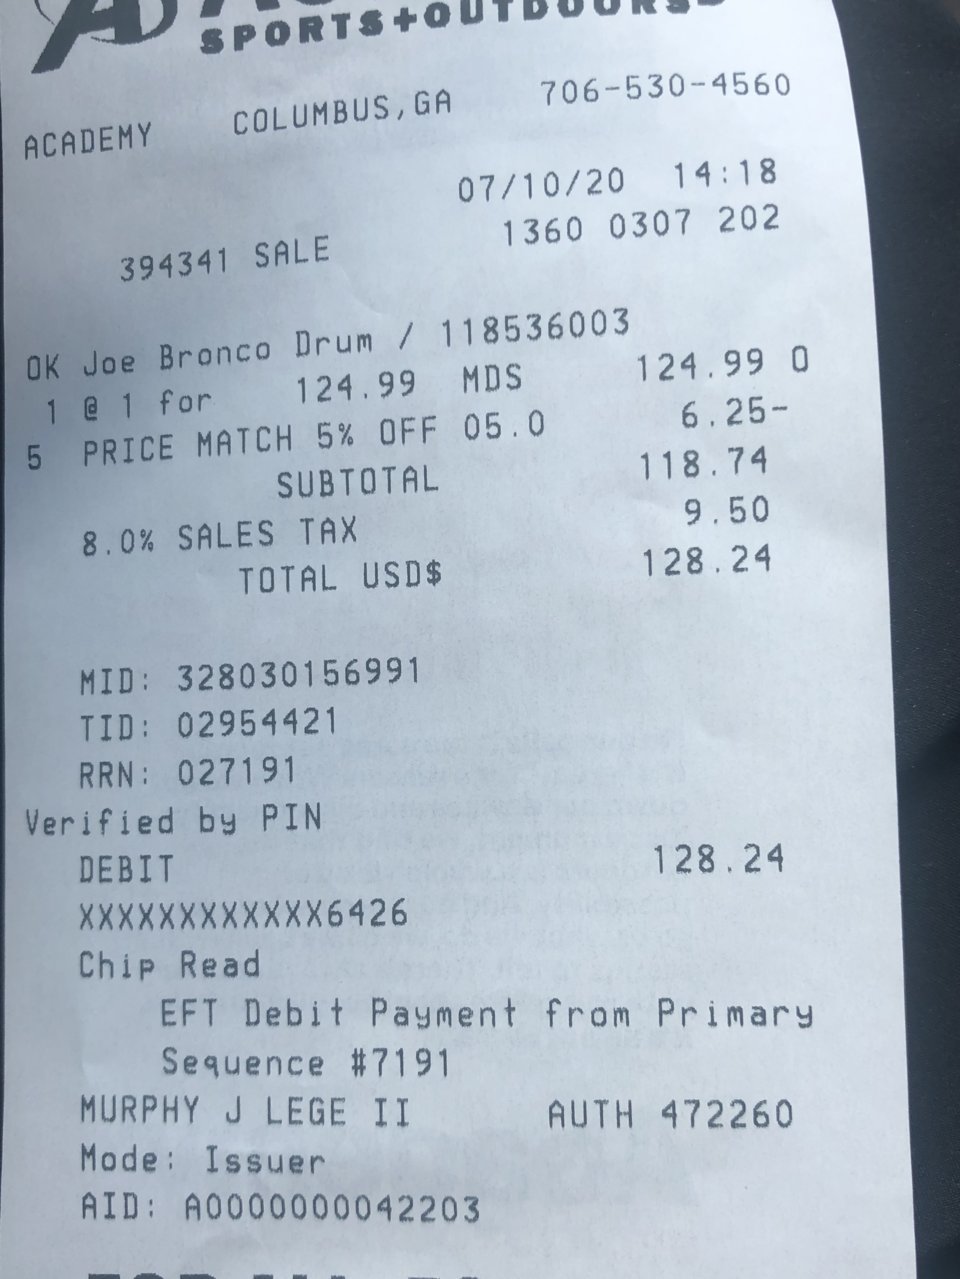 SPORTS+OUTDOORS
ACADEMY COLUMBUS,GA 706-530-4560
07/10/20 14:18
394341 SALE 1360 0307 202
OK Joe Bronco Drum / 118536003
1 @ 1 for 124.99 MDS 124.99 O
5 PRICE MATCH 5% OFF 05.0 6.25-
SUBTOTAL 118.74
8.0% SALES TAX 9.50
TOTAL USD$ 128.24
MID: 328030156991
TID: 02954421
RRN: 027191
Verified by PIN
DEBIT 128.24
XXXXXXXXXXXX6426
Chip Read
EFT Debit Payment from Primary
Sequence #7191
MURPHY J LEGE II AUTH 472260
Mode: Issuer
AID: A0000000042203